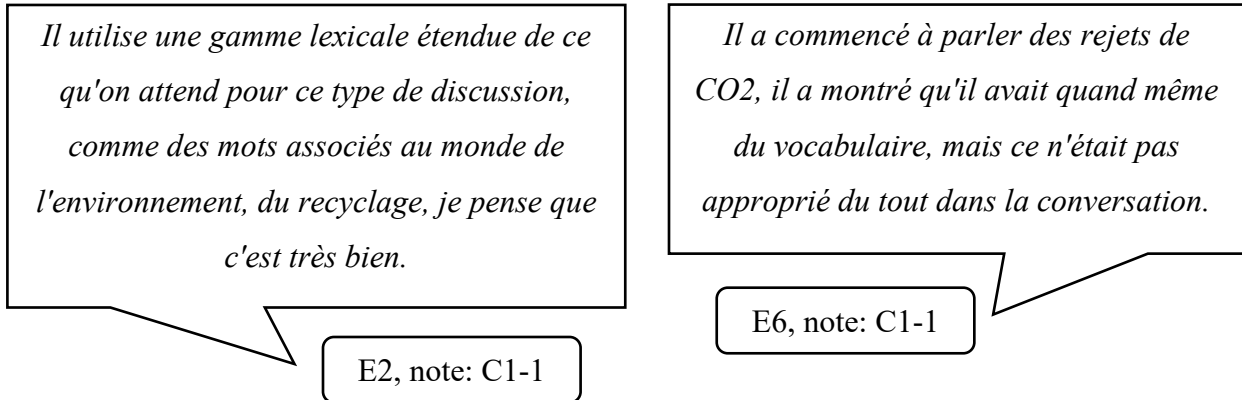 Il utilise une gamme lexicale étendue de ce
qu'on attend pour ce type de discussion,
comme des mots associés au monde de
l'environnement, du recyclage, je pense que
c'est très bien.
E2, note: C1-1
Il a commencé à parler des rejets de
CO2, il a montré qu'il avait quand même
du vocabulaire, mais ce n'était pas
approprié du tout dans la conversation.
E6, note: C1-1